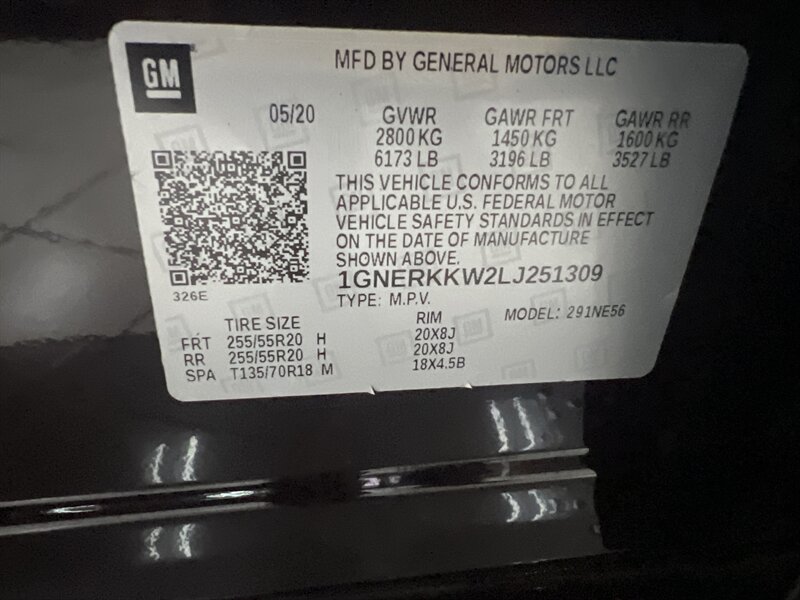 GM
MFD BY GENERAL MOTORS LLC
05/20 GVWR GAWR FRT GAWR RR
2800 KG 1450 KG 1600 KG
6173 LB 3196 LB 3527 LB
THIS VEHICLE CONFORMS TO ALL
APPLICABLE U.S. FEDERAL MOTOR
VEHICLE SAFETY STANDARDS IN EFFECT
ON THE DATE OF MANUFACTURE
SHOWN ABOVE.
326E
1GNERKKW2LJ251309
TYPE: M.P.V.
MODEL: 291NE56
TIRE SIZE RIM
FRT 255/55R20 H 20X8J
RR 255/55R20 H 20X8J
SPA T135/70R18 M 18X4.5B